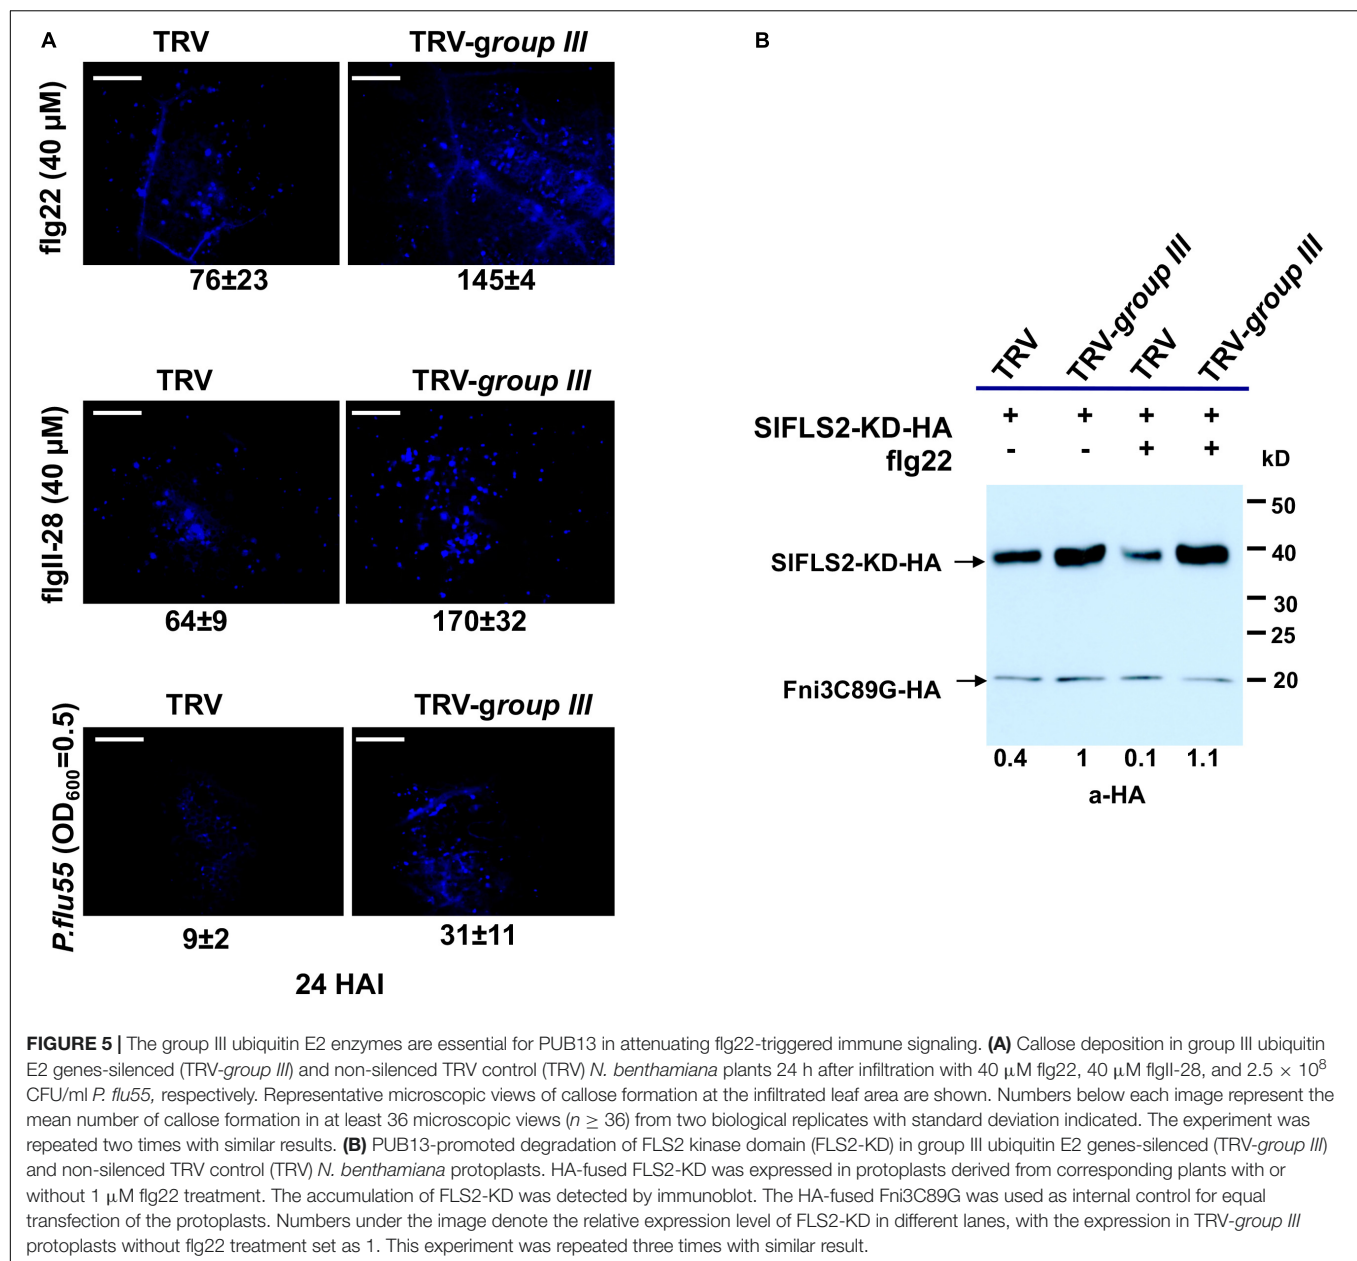 A
TRV
TRV-group III
flg22 (40 µM)
76±23
145±4
TRV
TRV-group III
flgII-28 (40 µM)
64±9
170±32
TRV
TRV-group III
P.flu55 (OD600=0.5)
9±2
31±11
24 HAI
B
TRV
TRV-group III
TRV
TRV-group III
SlFLS2-KD-HA + + + +
flg22 - - + +
kD
50
SlFLS2-KD-HA
40
30
25
Fni3C89G-HA
20
0.4 1 0.1 1.1
a-HA
FIGURE 5 | The group III ubiquitin E2 enzymes are essential for PUB13 in attenuating flg22-triggered immune signaling. (A) Callose deposition in group III ubiquitin
E2 genes-silenced (TRV-group III) and non-silenced TRV control (TRV) N. benthamiana plants 24 h after infiltration with 40 µM flg22, 40 µM flgII-28, and 2.5 × 10⁸
CFU/ml P. flu55, respectively. Representative microscopic views of callose formation at the infiltrated leaf area are shown. Numbers below each image represent the
mean number of callose formation in at least 36 microscopic views (n ≥ 36) from two biological replicates with standard deviation indicated. The experiment was
repeated two times with similar results. (B) PUB13-promoted degradation of FLS2 kinase domain (FLS2-KD) in group III ubiquitin E2 genes-silenced (TRV-group III)
and non-silenced TRV control (TRV) N. benthamiana protoplasts. HA-fused FLS2-KD was expressed in protoplasts derived from corresponding plants with or
without 1 µM flg22 treatment. The accumulation of FLS2-KD was detected by immunoblot. The HA-fused Fni3C89G was used as internal control for equal
transfection of the protoplasts. Numbers under the image denote the relative expression level of FLS2-KD in different lanes, with the expression in TRV-group III
protoplasts without flg22 treatment set as 1. This experiment was repeated three times with similar result.